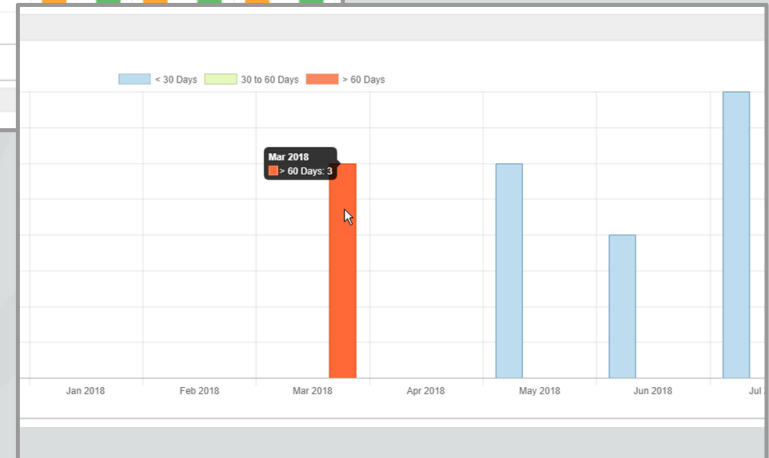 < 30 Days 30 to 60 Days > 60 Days
Mar 2018
> 60 Days: 3
Jan 2018 Feb 2018 Mar 2018 Apr 2018 May 2018 Jun 2018 Jul